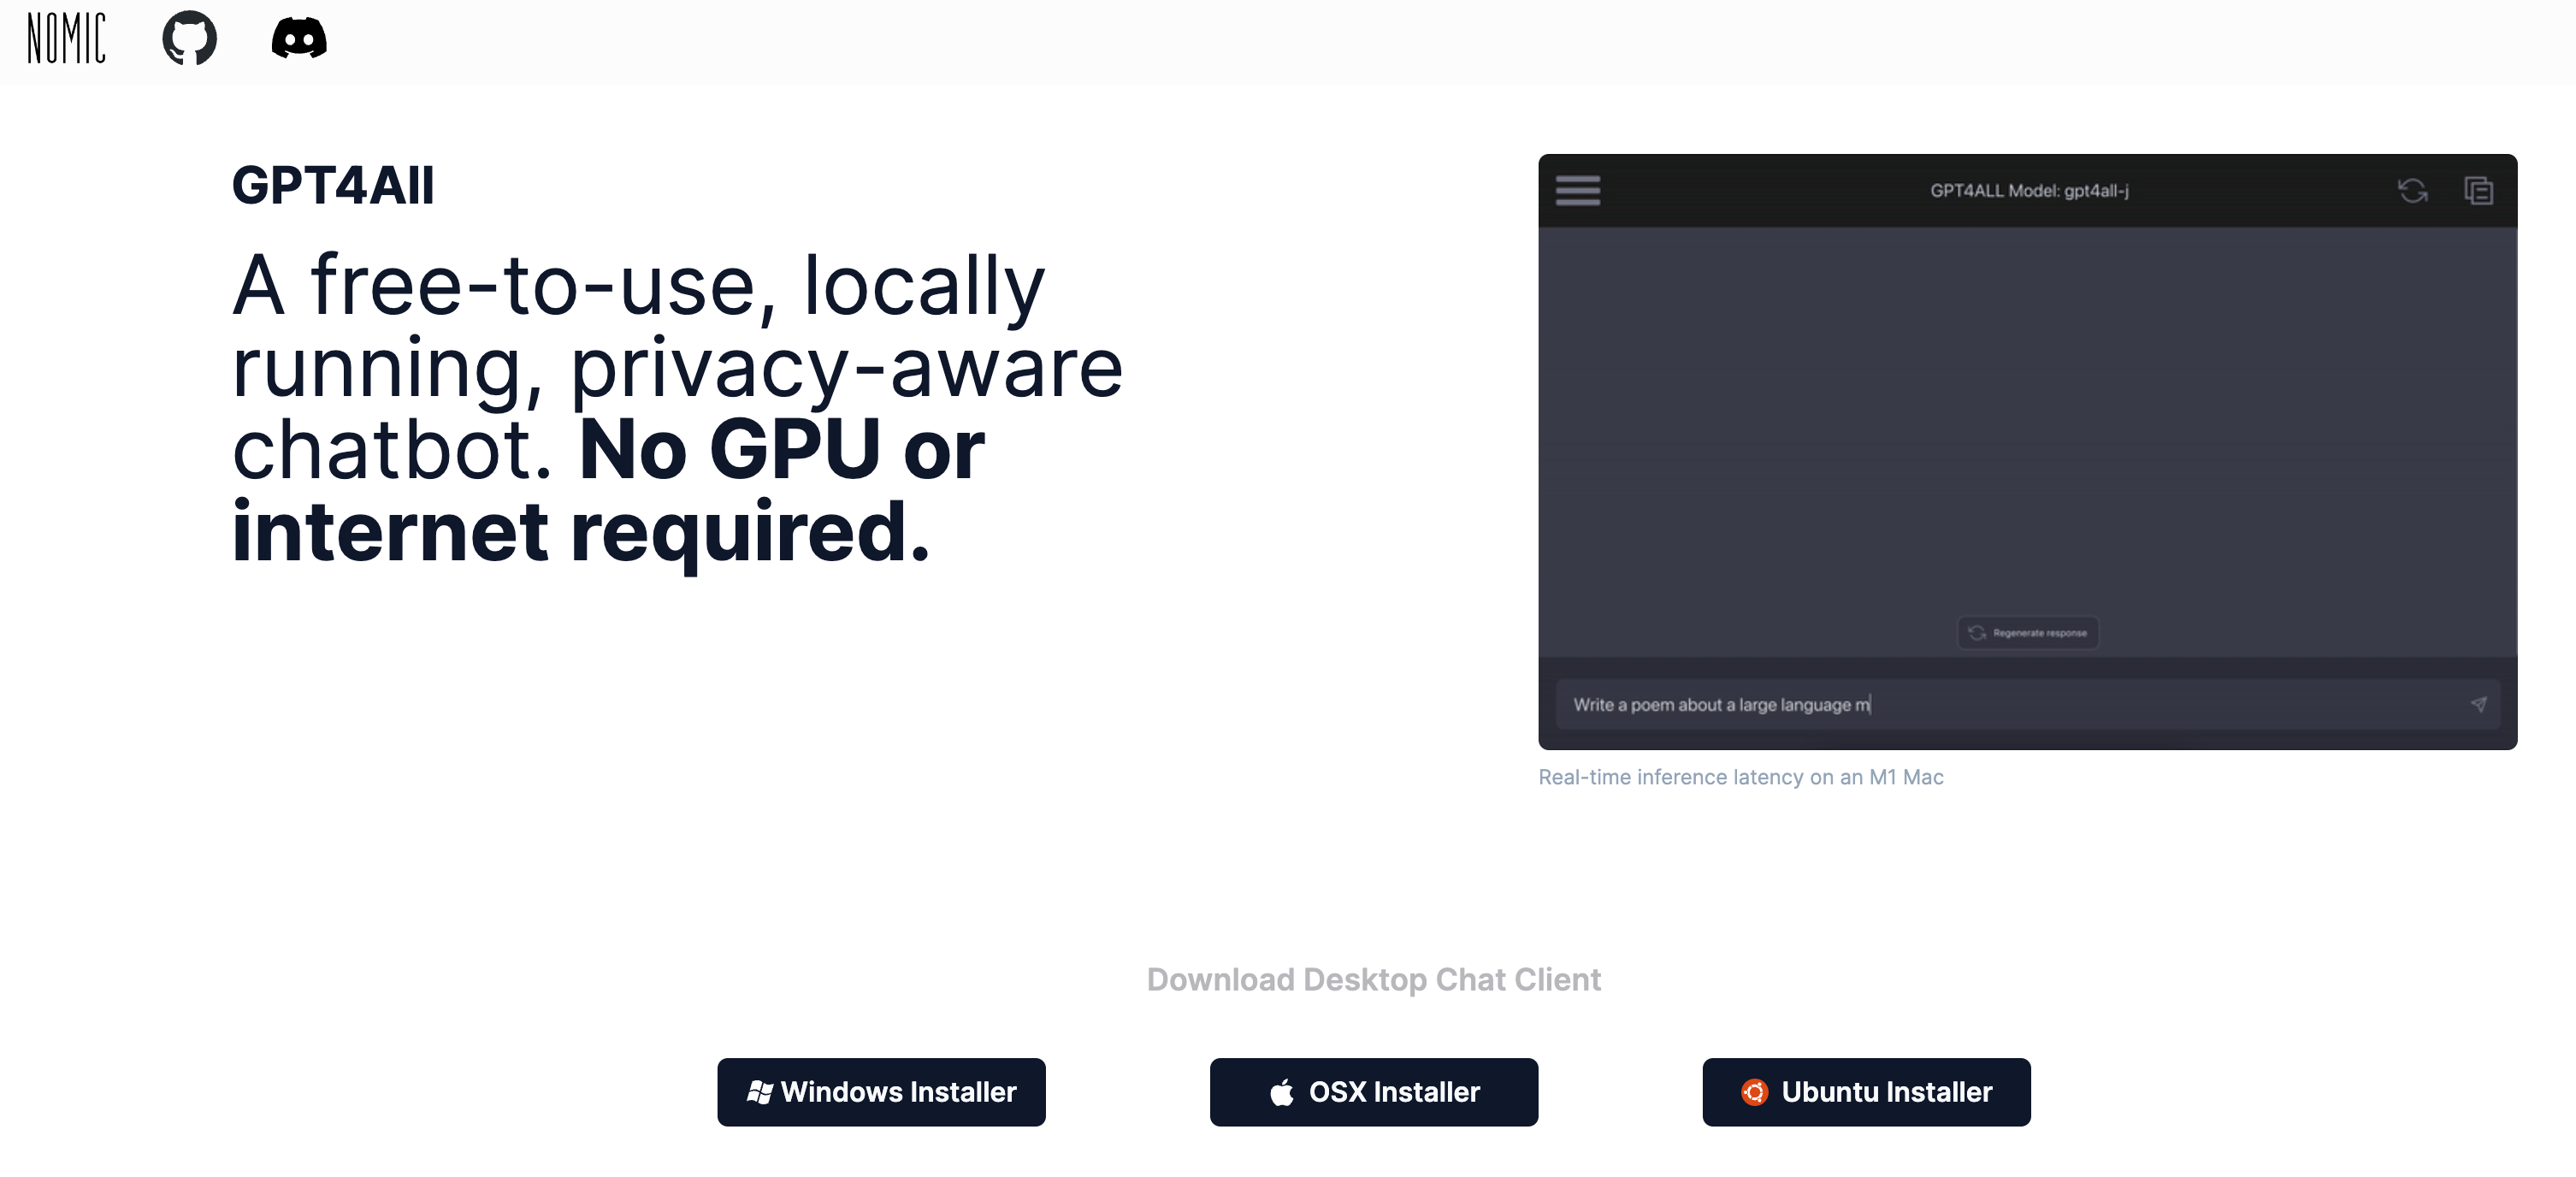 NOMIC
GPT4All
A free-to-use, locally
running, privacy-aware
chatbot. No GPU or
internet required.
GPT4ALL Model: gpt4all-j
Regenerate response
Write a poem about a large language m
Real-time inference latency on an M1 Mac
Download Desktop Chat Client
Windows Installer
OSX Installer
Ubuntu Installer